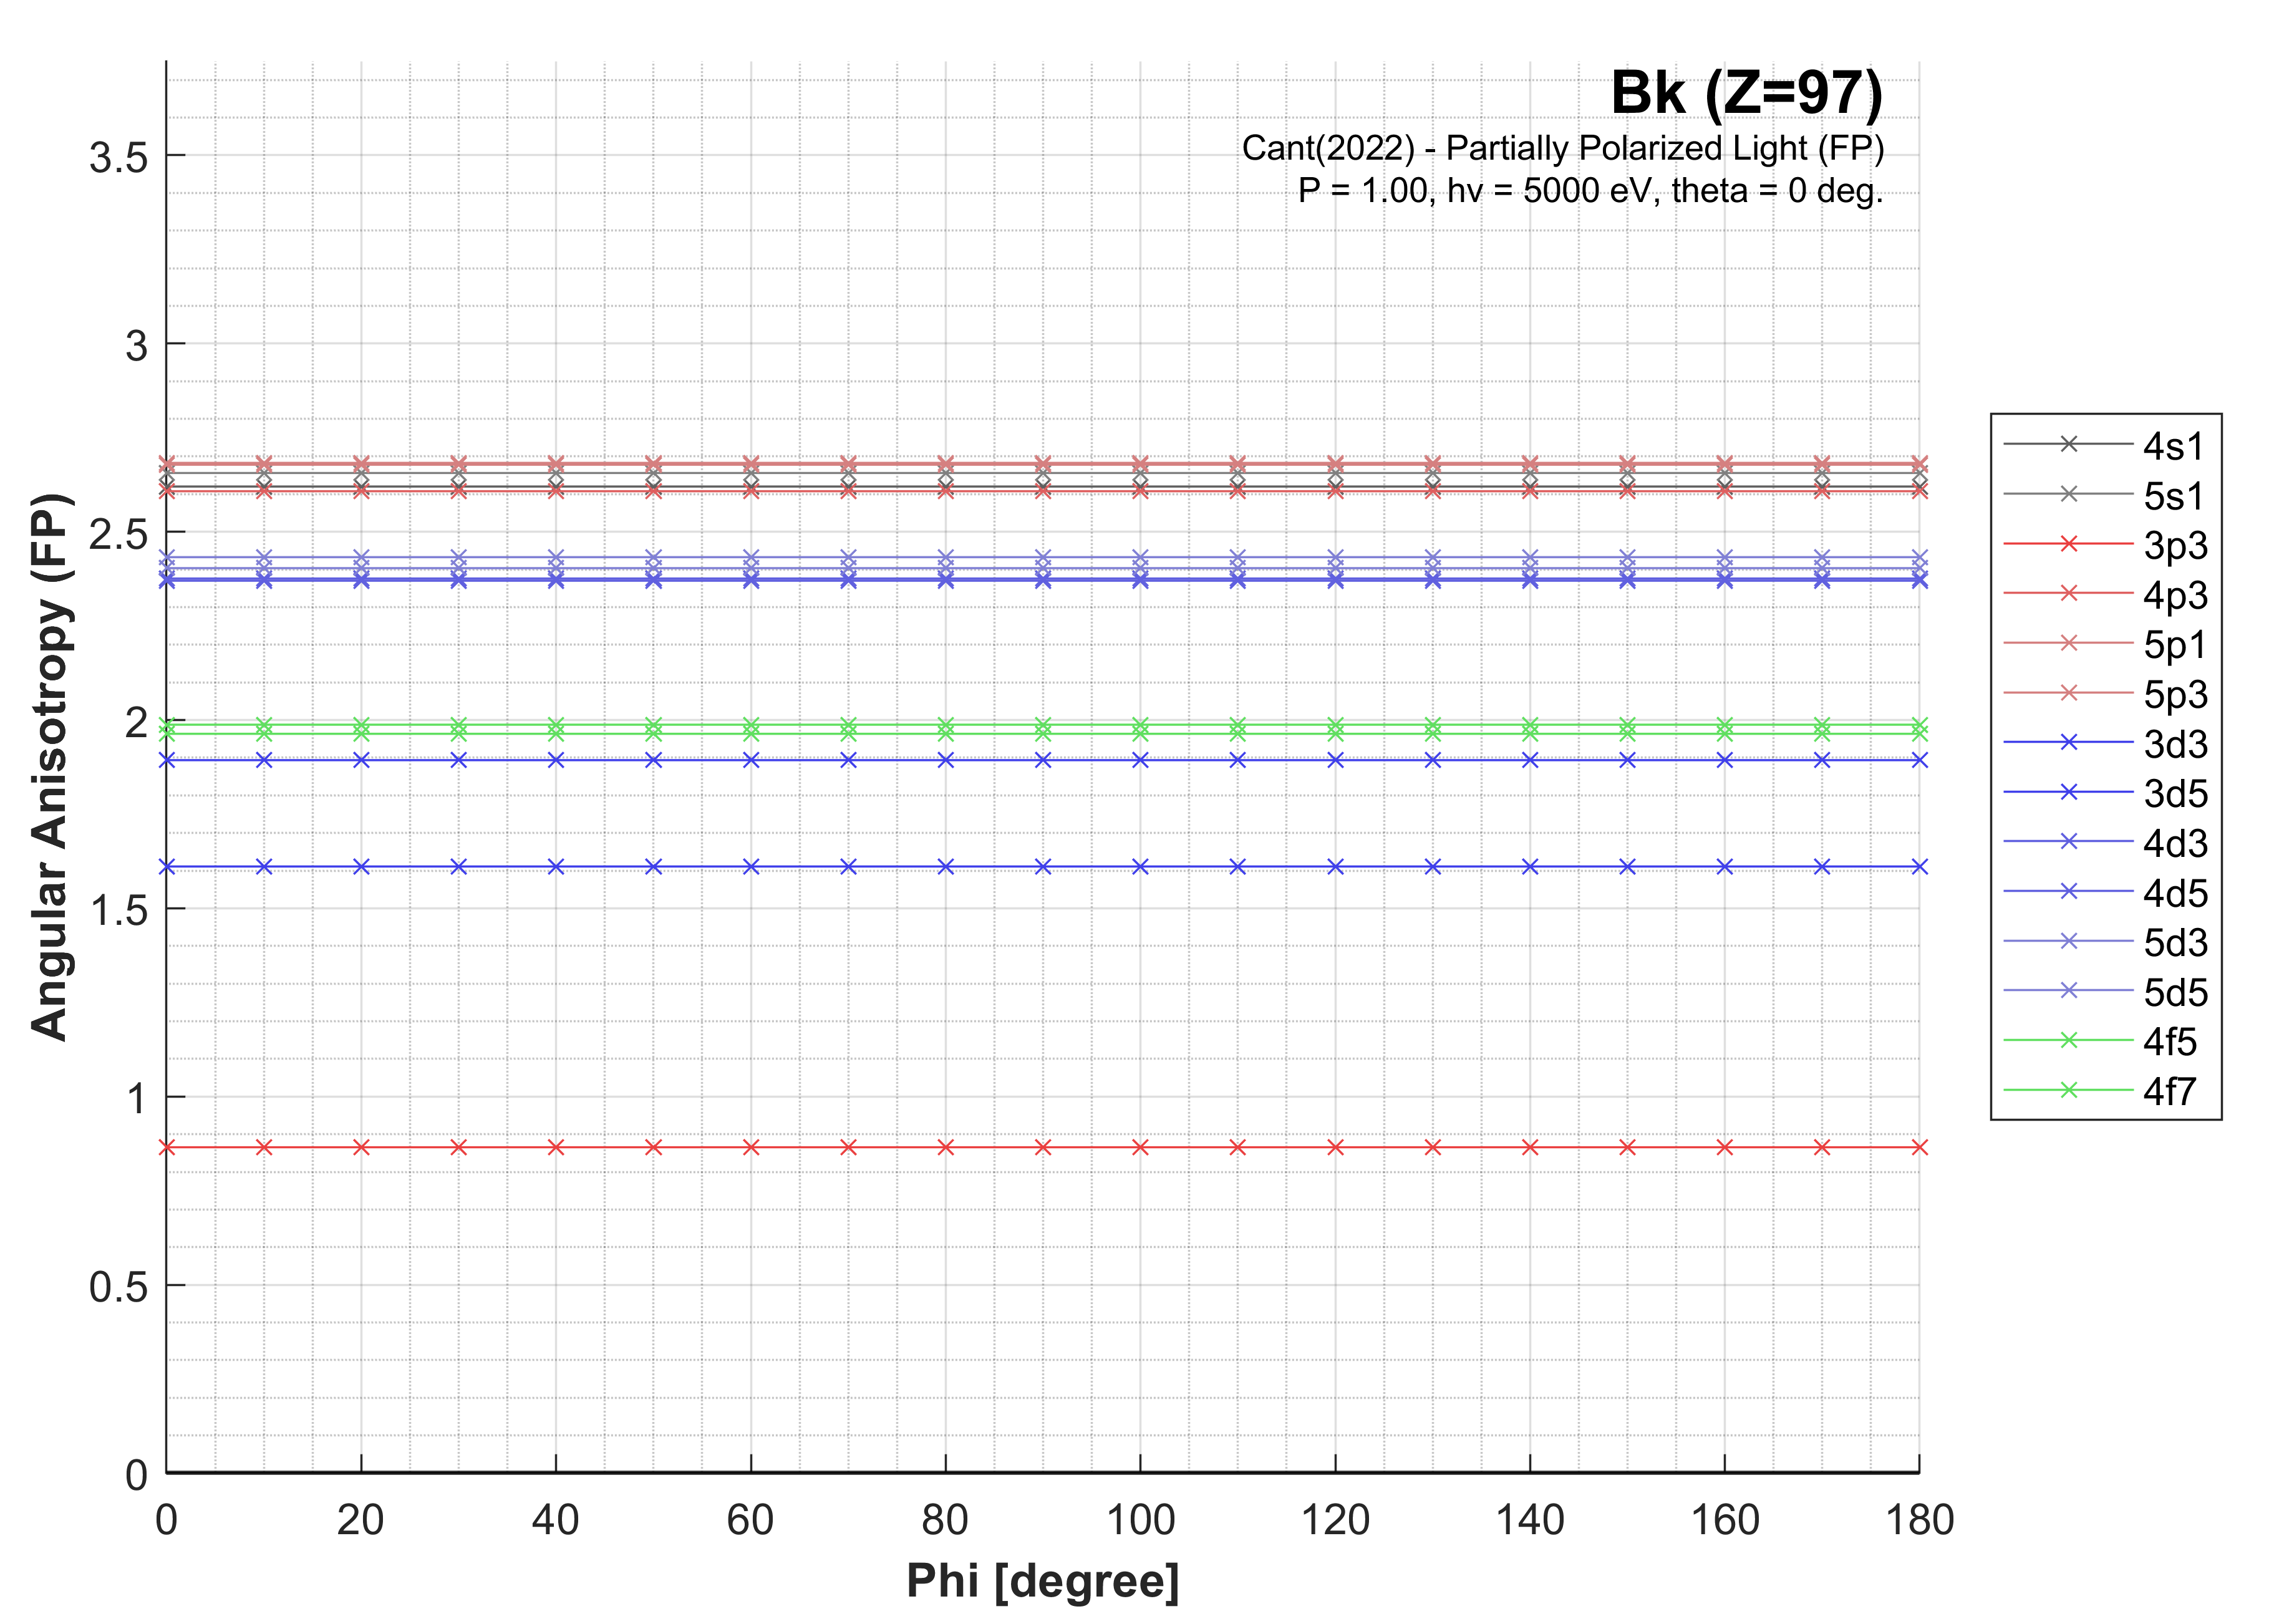 Bk (Z=97)
Cant(2022) - Partially Polarized Light (FP)
P = 1.00, hv = 5000 eV, theta = 0 deg.
Angular Anisotropy (FP)
3.5
3
2.5
2
1.5
1
0.5
0
0 20 40 60 80 100 120 140 160 180
Phi [degree]
4s1
5s1
3p3
4p3
5p1
5p3
3d3
3d5
4d3
4d5
5d3
5d5
4f5
4f7